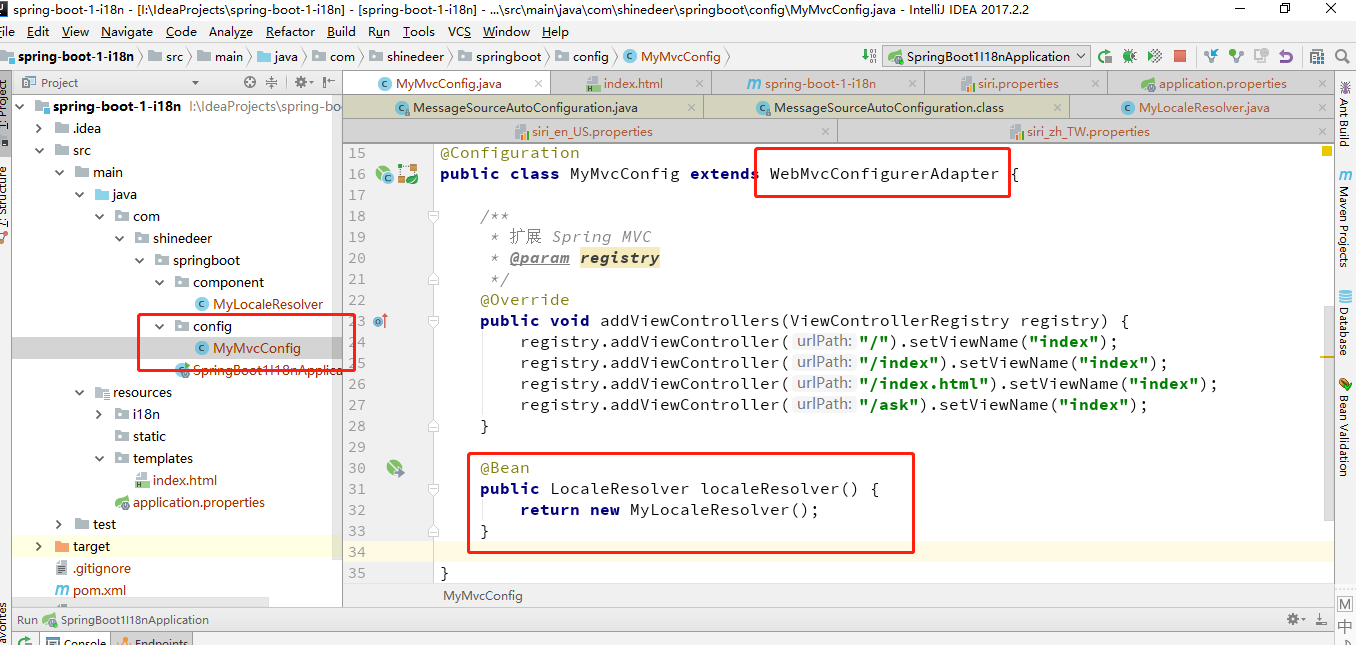 spring-boot-1-i18n - [I:\IdeaProjects\spring-boot-1-i18n] - [spring-boot-1-i18n] - ...\src\main\java\com\shinedeer\springboot\config\MyMvcConfig.java - IntelliJ IDEA 2017.2.2
File Edit View Navigate Code Analyze Refactor Build Run Tools VCS Window Help
spring-boot-1-i18n src main java com shinedeer springboot config MyMvcConfig SpringBoot1I18nApplication
Project
MyMvcConfig.java index.html spring-boot-1-i18n siri.properties application.properties
MessageSourceAutoConfiguration.java MessageSourceAutoConfiguration.class MyLocaleResolver.java
siri_en_US.properties siri_zh_TW.properties
1: Project
7: Structure
spring-boot-1-i18n I:\IdeaProjects\spring-bo
.idea
src
main
java
com
shinedeer
springboot
component
MyLocaleResolver
config
MyMvcConfig
SpringBoot1I18nApplica
resources
i18n
static
templates
index.html
application.properties
test
target
.gitignore
pom.xml
15 @Configuration
16 public class MyMvcConfig extends WebMvcConfigurerAdapter {
17
18 /**
19 * 扩展 Spring MVC
20 * @param registry
21 */
22 @Override
23 public void addViewControllers(ViewControllerRegistry registry) {
24 registry.addViewController( urlPath: "/").setViewName("index");
25 registry.addViewController( urlPath: "/index").setViewName("index");
26 registry.addViewController( urlPath: "/index.html").setViewName("index");
27 registry.addViewController( urlPath: "/ask").setViewName("index");
28 }
29
30 @Bean
31 public LocaleResolver localeResolver() {
32 return new MyLocaleResolver();
33 }
34
35 }
MyMvcConfig
Ant Build
Maven Projects
Database
Bean Validation
M
中
avorites
Run SpringBoot1I18nApplication
Console Endpoints